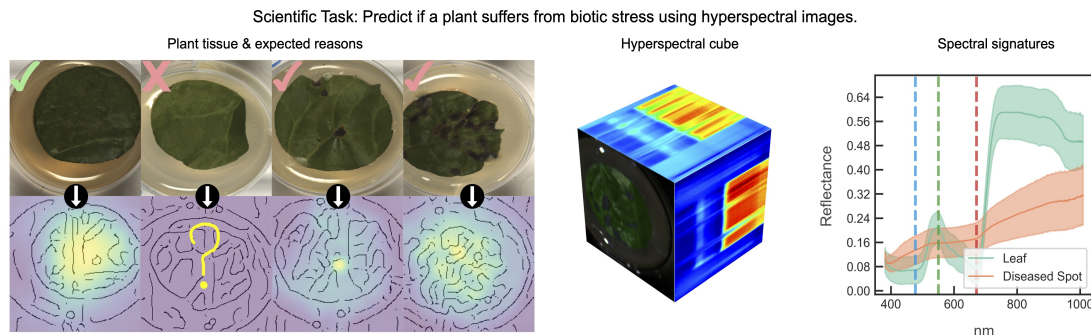 Scientific Task: Predict if a plant suffers from biotic stress using hyperspectral images.
Plant tissue & expected reasons
Hyperspectral cube
Spectral signatures
?
Reflectance
0.64
0.56
0.48
0.40
0.32
0.24
0.16
0.08
0.00
Leaf
Diseased Spot
400
600
800
1000
nm